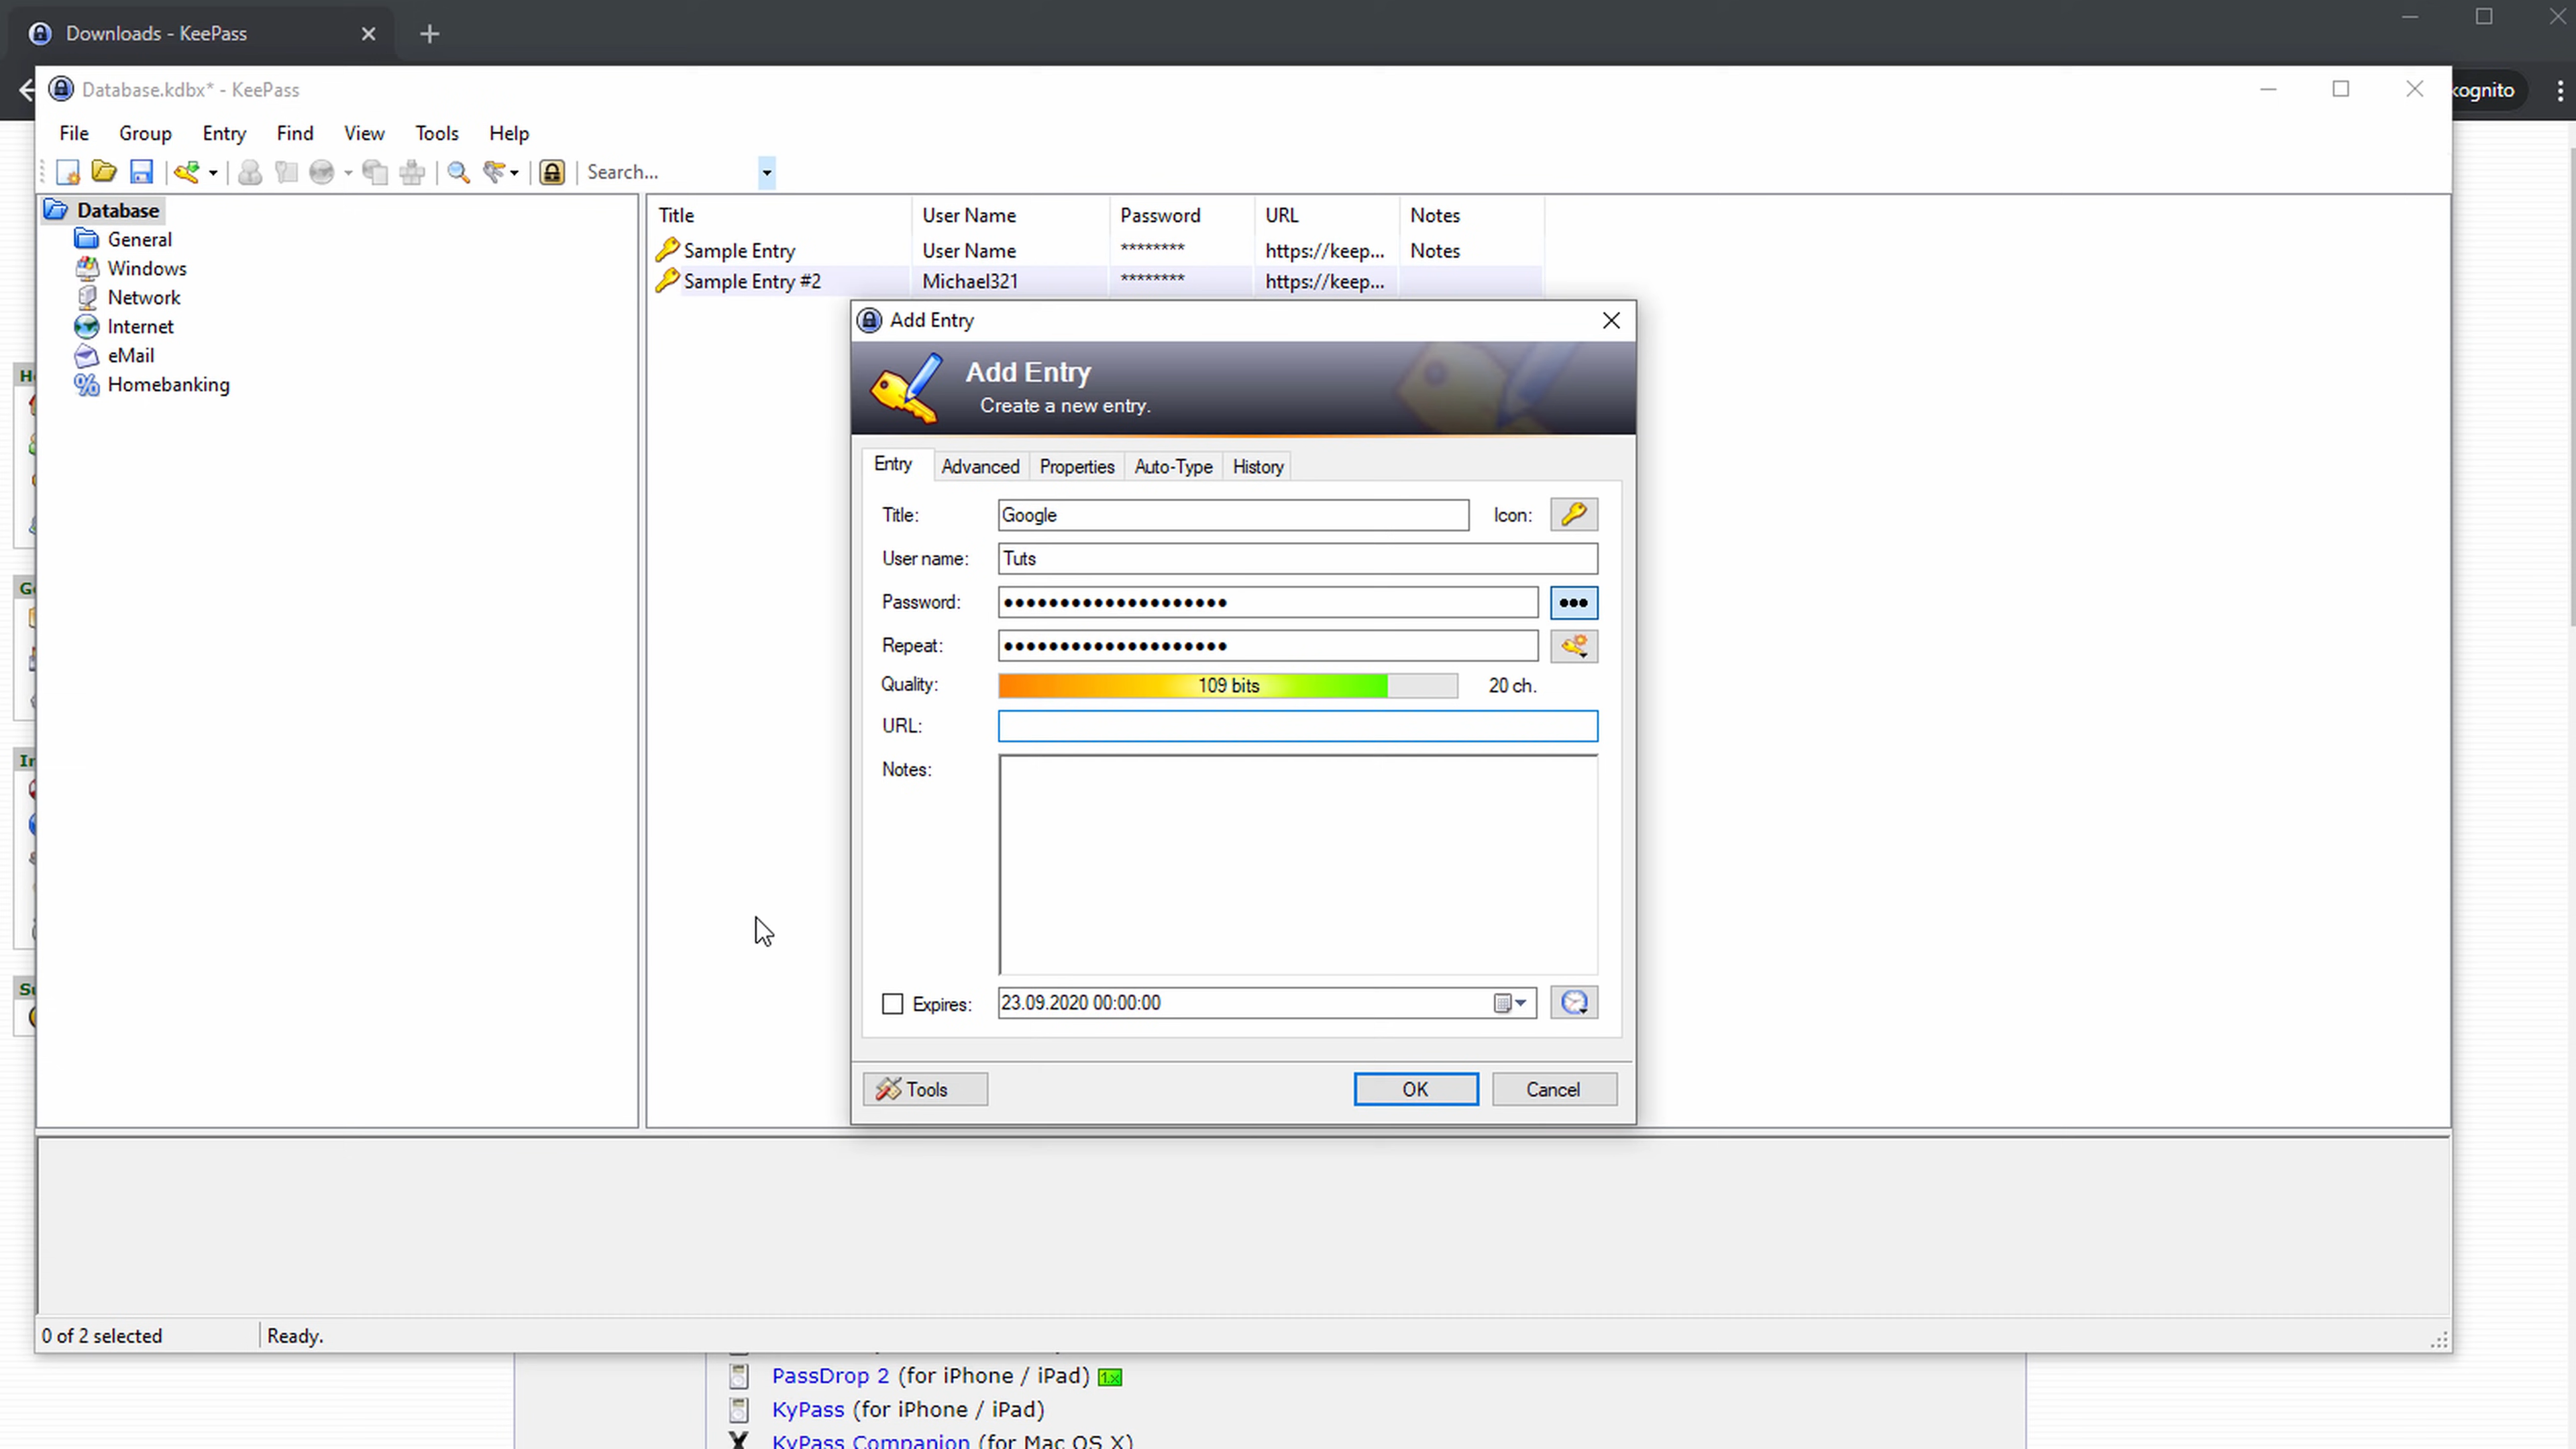 Downloads - KeePass
Database.kdbx* - KeePass
kognito
File Group Entry Find View Tools Help
Search...
Database
General
Windows
Network
Internet
eMail
Homebanking
Title User Name Password URL Notes
Sample Entry User Name ******** https://keep... Notes
Sample Entry #2 Michael321 ******** https://keep...
Add Entry
Add Entry
Create a new entry.
Entry Advanced Properties Auto-Type History
Title: Google Icon:
User name: Tuts
Password: ●●●●●●●●●●●●●●●●●●●● ●●●
Repeat: ●●●●●●●●●●●●●●●●●●●●
Quality: 109 bits 20 ch.
URL:
Notes:
Expires: 23.09.2020 00:00:00
Tools OK Cancel
0 of 2 selected Ready.
PassDrop 2 (for iPhone / iPad) 1.x
KyPass (for iPhone / iPad)
KyPass Companion (for Mac OS X)